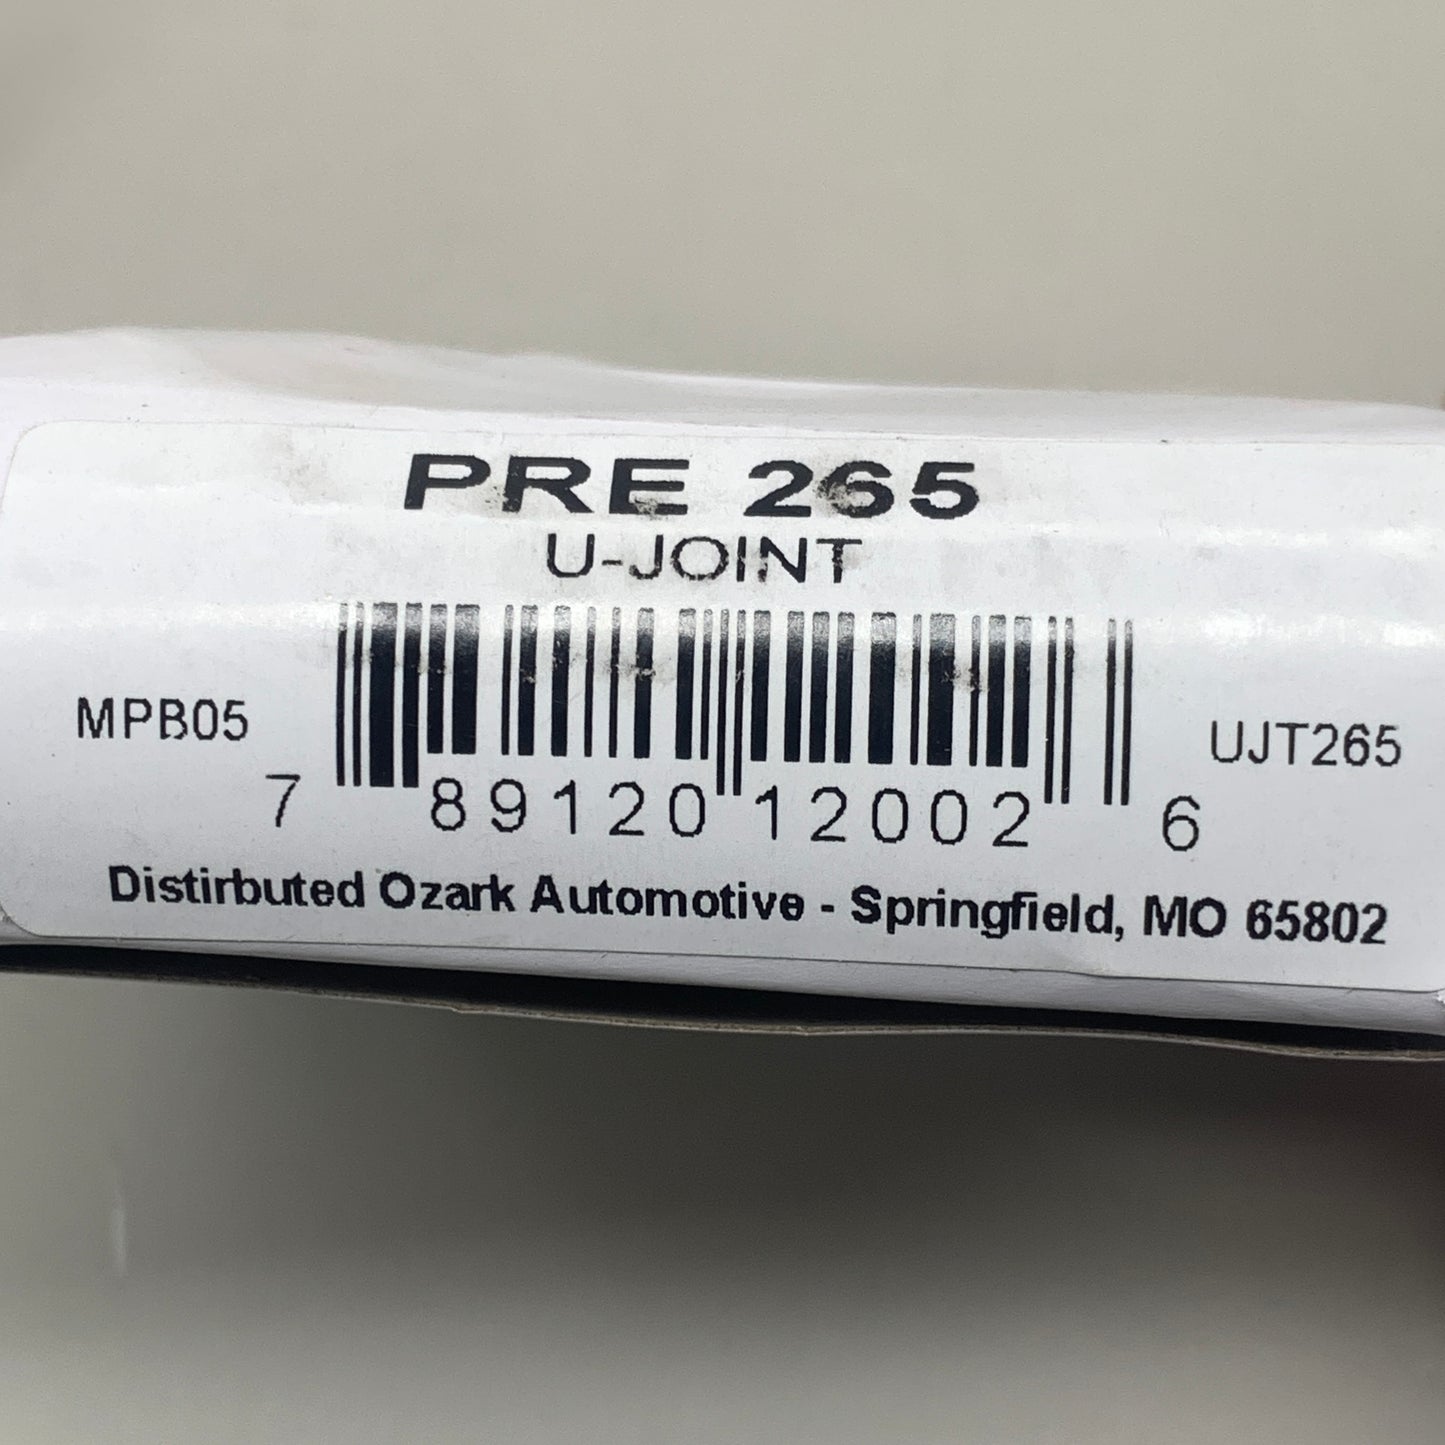 PRE 265
U-JOINT
MPB05
UJT265
7 89120 12002 6
Distirbuted Ozark Automotive - Springfield, MO 65802